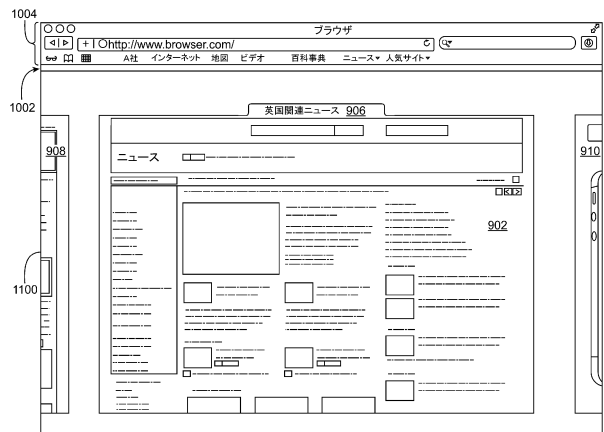 1004
ブラウザ
+ http://www.browser.com/
A社 インターネット 地図 ビデオ 百科事典 ニュース▾ 人気サイト▾
1002
英国関連ニュース 906
908
910
ニュース
902
1100